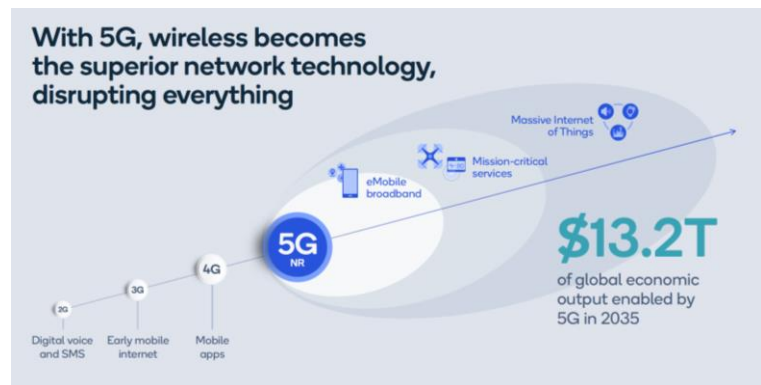 With 5G, wireless becomes
the superior network technology,
disrupting everything
Massive Internet
of Things
Mission-critical
services
eMobile
broadband
5G
NR
4G
3G
2G
Digital voice
and SMS
Early mobile
internet
Mobile
apps
$13.2T
of global economic
output enabled by
5G in 2035